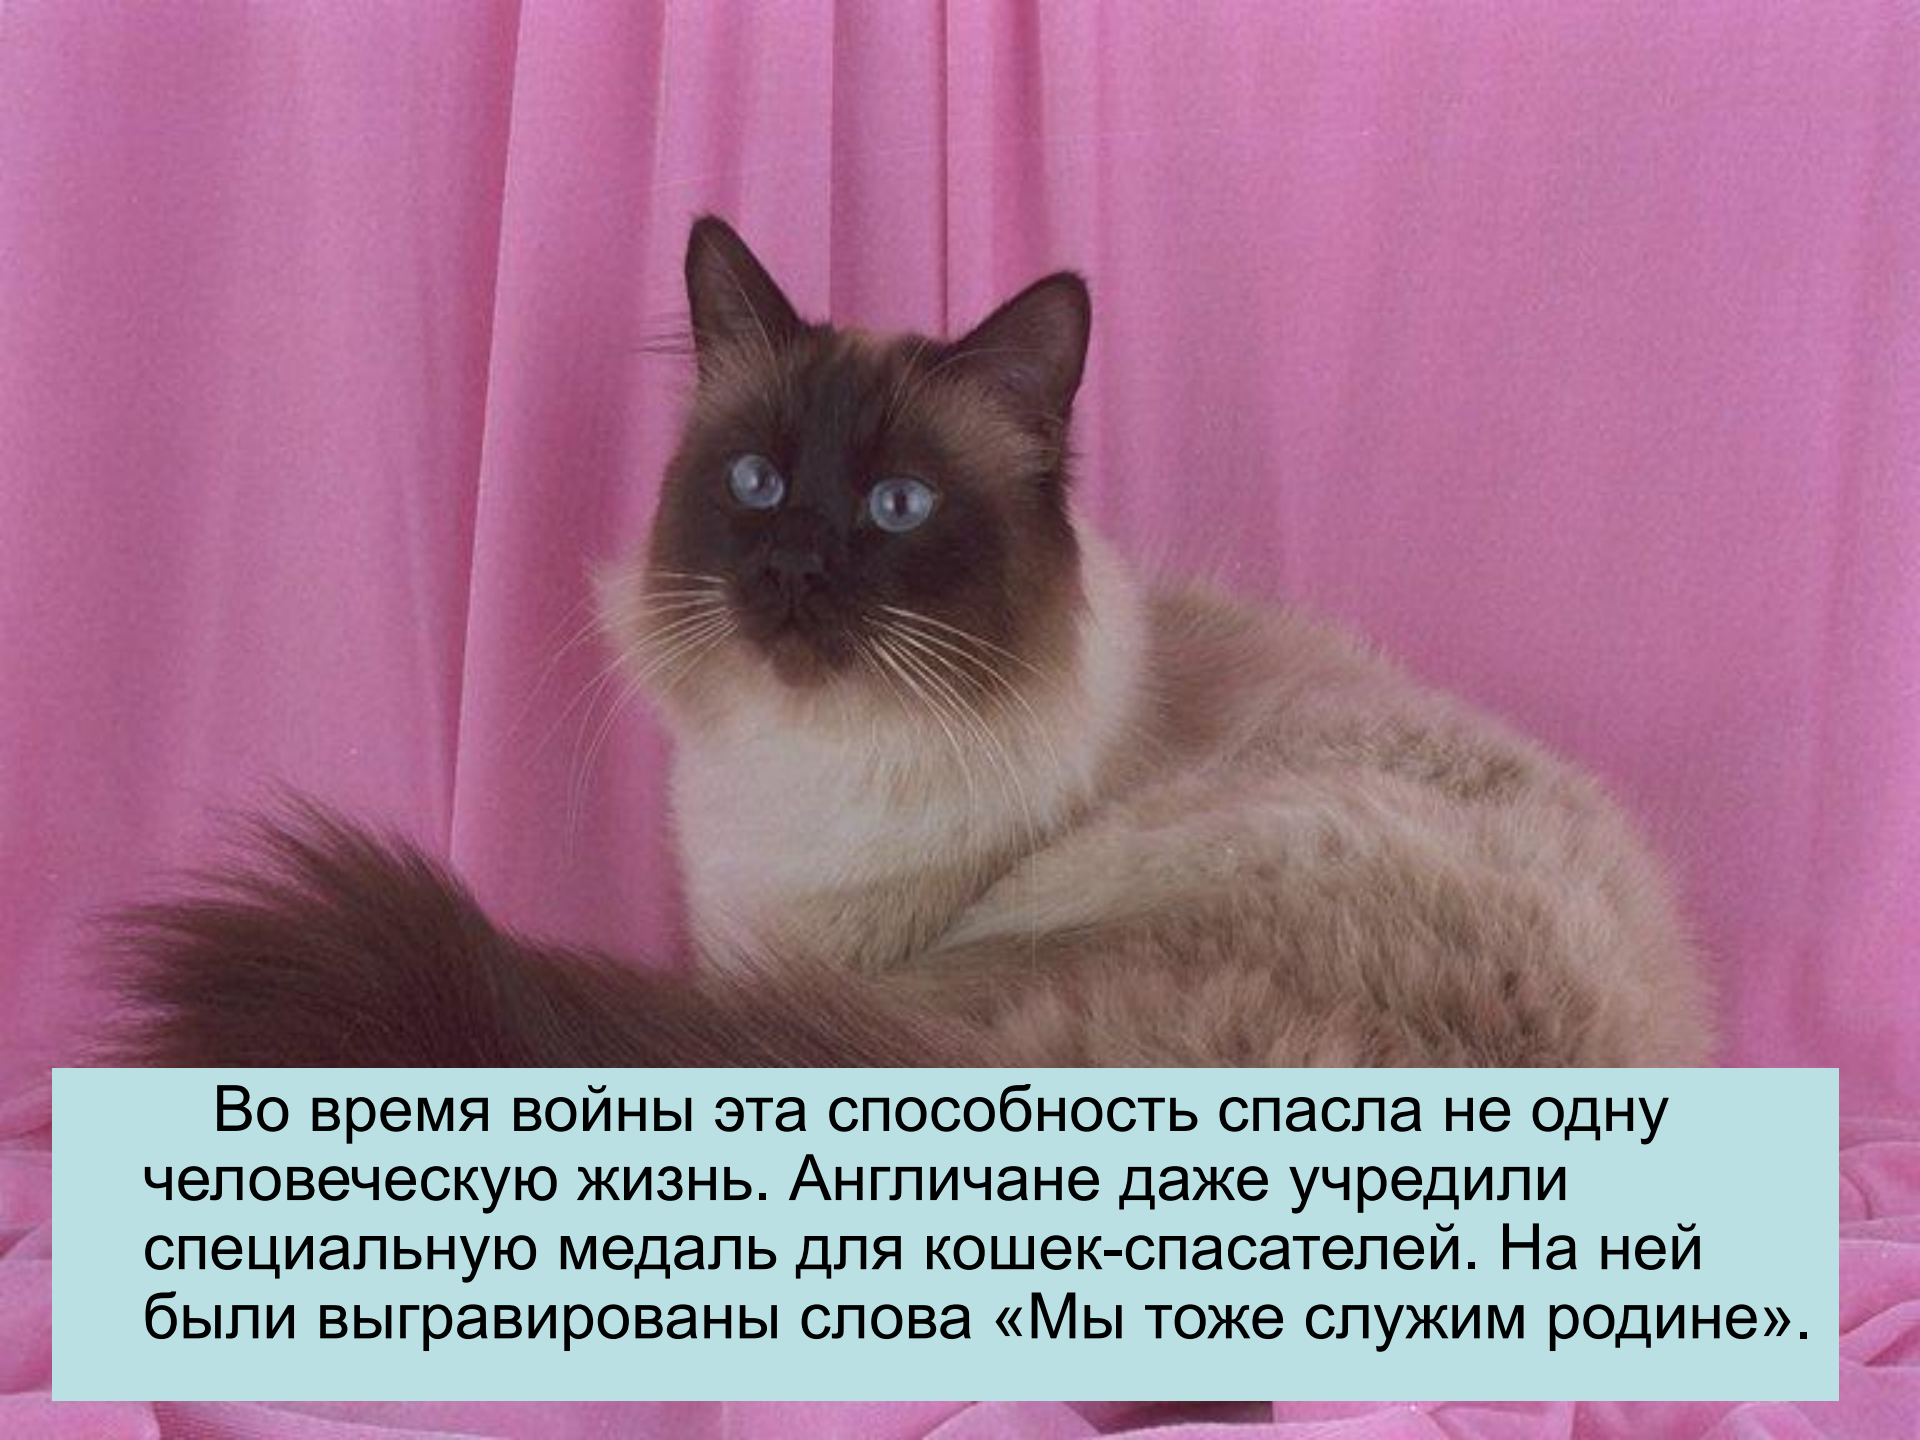 Во время войны эта способность спасла не одну
человеческую жизнь. Англичане даже учредили
специальную медаль для кошек-спасателей. На ней
были выгравированы слова «Мы тоже служим родине».